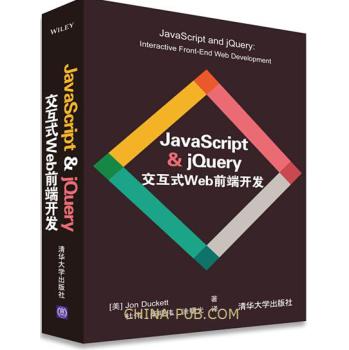 WILEY
JavaScript & jQuery
交互式Web前端开发
清华大学出版社
JavaScript and jQuery:
Interactive Front-End Web Development
JavaScript
& jQuery
交互式Web前端开发
[美] Jon Duckett 著
译
清华大学出版社
CHINA-PUB.COM